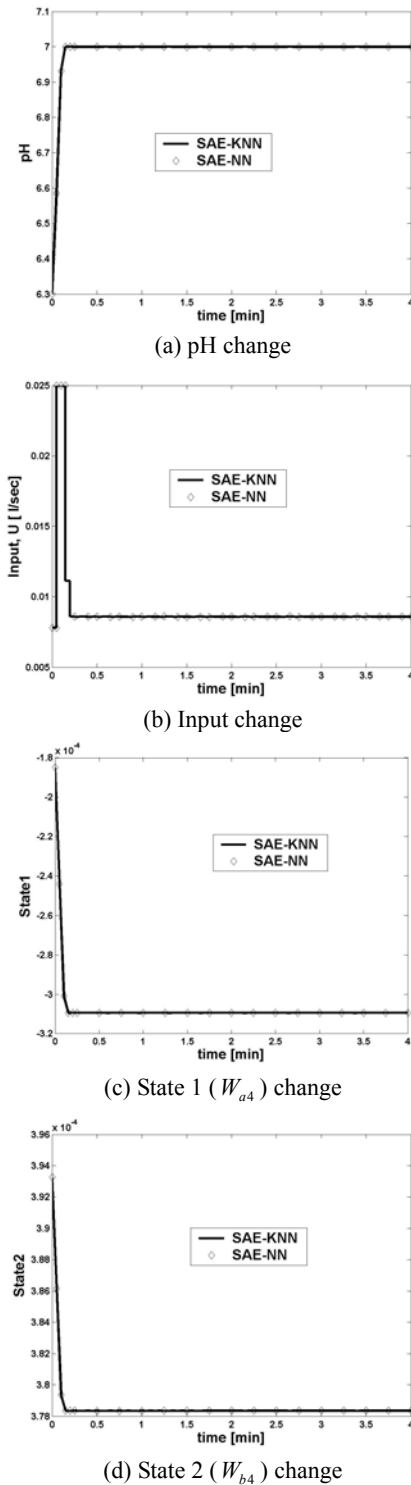 7.1
7
6.9
6.8
6.7
6.6
6.5
6.4
6.3
pH
SAE-KNN
SAE-NN
0 0.5 1 1.5 2 2.5 3 3.5 4
time [min]
(a) pH change
0.025
0.02
0.015
0.01
0.005
Input, U [ l/sec]
SAE-KNN
SAE-NN
0 0.5 1 1.5 2 2.5 3 3.5 4
time [min]
(b) Input change
x 10⁻⁴
-1.8
-2
-2.2
-2.4
-2.6
-2.8
-3
-3.2
State1
SAE-KNN
SAE-NN
0 0.5 1 1.5 2 2.5 3 3.5 4
time [min]
(c) State 1 ( W_{a4} ) change
x 10⁻⁴
3.96
3.94
3.92
3.9
3.88
3.86
3.84
3.82
3.8
3.78
State2
SAE-KNN
SAE-NN
0 0.5 1 1.5 2 2.5 3 3.5 4
time [min]
(d) State 2 ( W_{b4} ) change